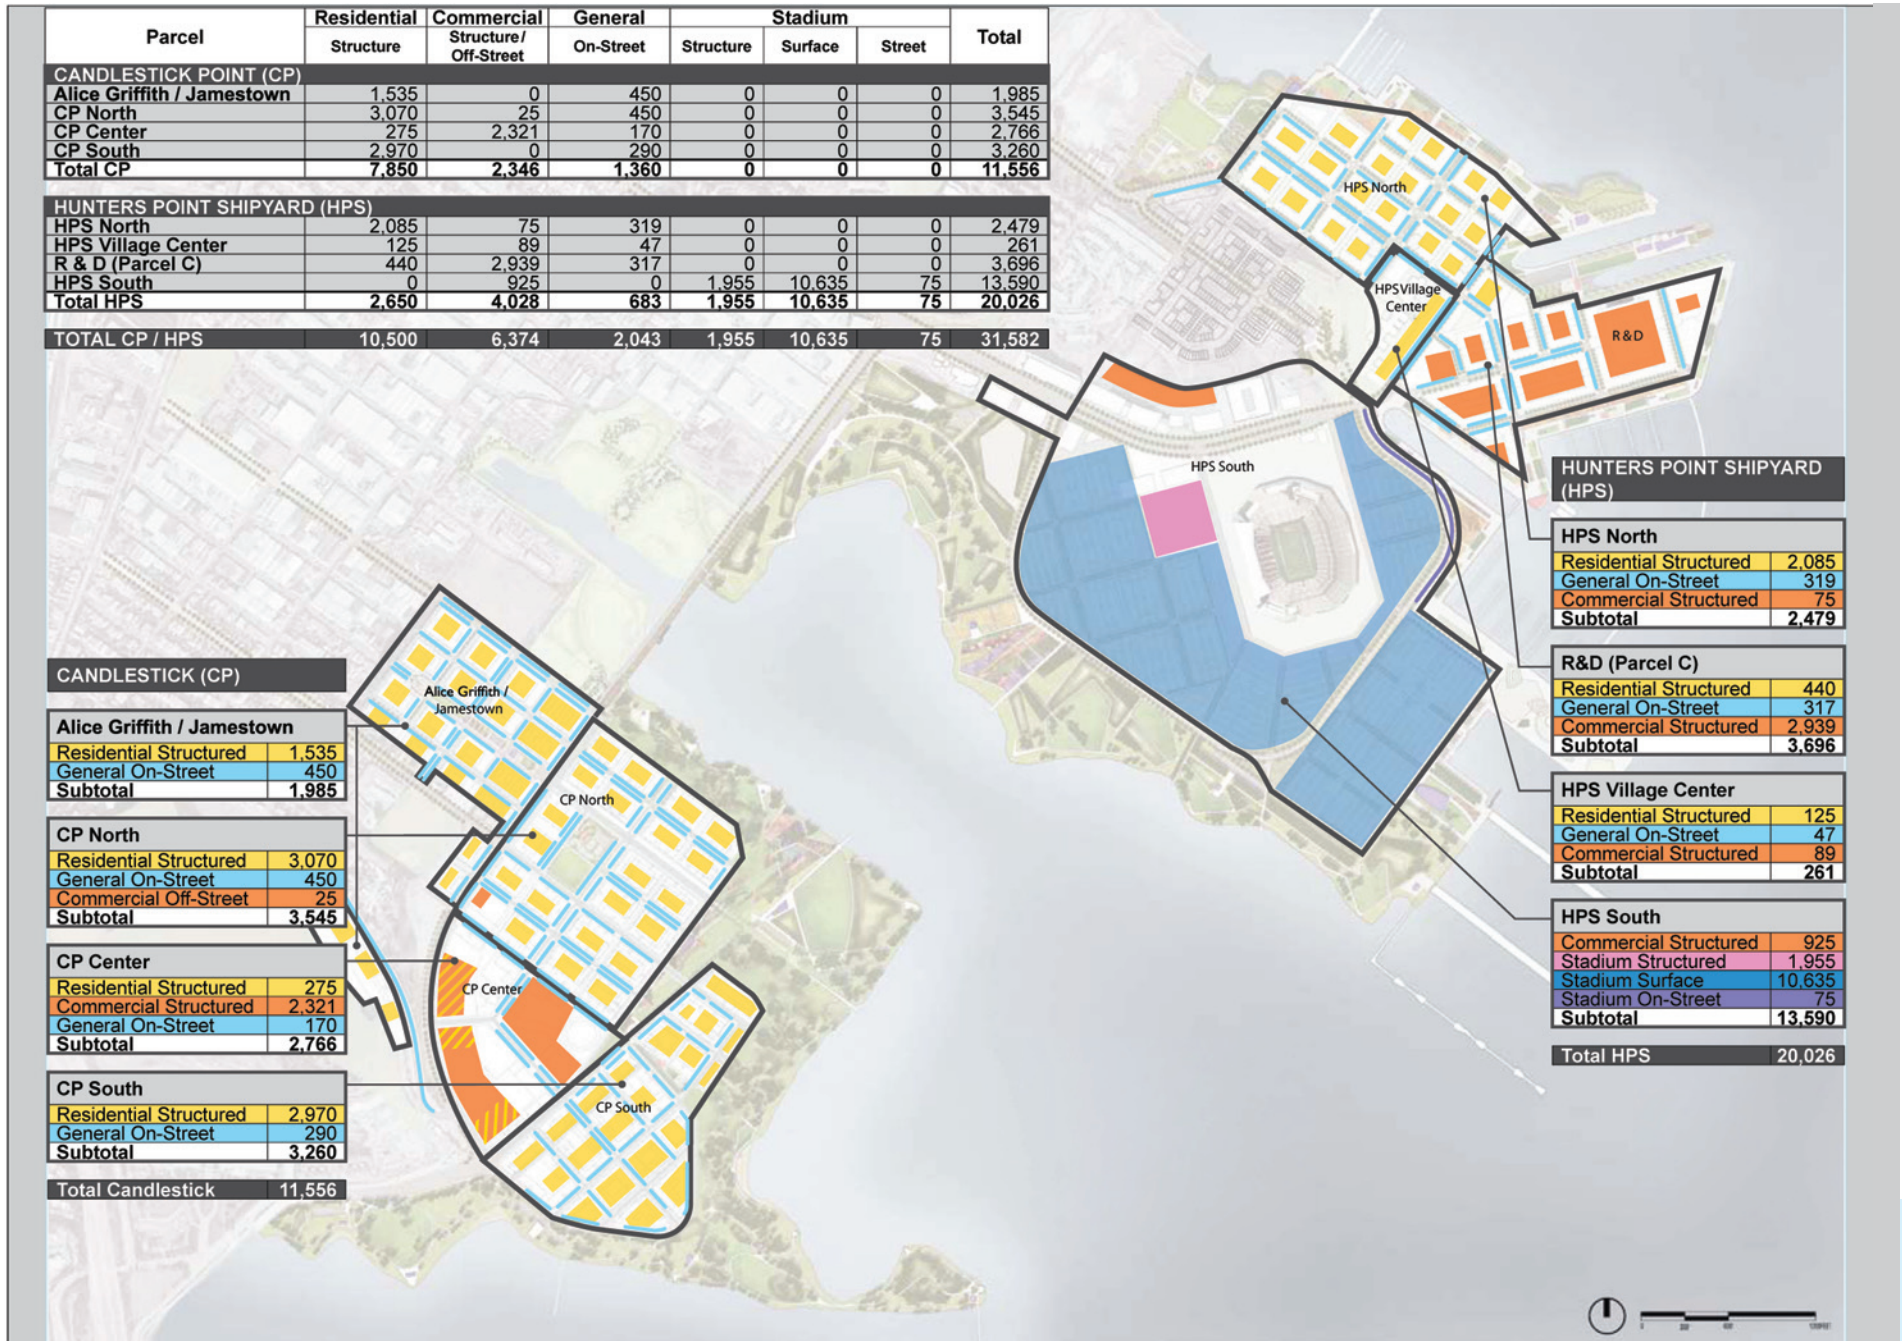 Parcel Residential Commercial General Stadium Total
Structure Structure/ Off-Street On-Street Structure Surface Street
CANDLESTICK POINT (CP)
Alice Griffith / Jamestown 1,535 0 450 0 0 0 1,985
CP North 3,070 25 450 0 0 0 3,545
CP Center 275 2,321 170 0 0 0 2,766
CP South 2,970 0 290 0 0 0 3,260
Total CP 7,850 2,346 1,360 0 0 0 11,556
HUNTERS POINT SHIPYARD (HPS)
HPS North 2,085 75 319 0 0 0 2,479
HPS Village Center 125 89 47 0 0 0 261
R & D (Parcel C) 440 2,939 317 0 0 0 3,696
HPS South 0 925 0 1,955 10,635 75 13,590
Total HPS 2,650 4,028 683 1,955 10,635 75 20,026
TOTAL CP / HPS 10,500 6,374 2,043 1,955 10,635 75 31,582
HPS North
HPS Village
Center
R&D
HPS South
Alice Griffith /
Jamestown
CP North
CP Center
CP South
CANDLESTICK (CP)
Alice Griffith / Jamestown
Residential Structured 1,535
General On-Street 450
Subtotal 1,985
CP North
Residential Structured 3,070
General On-Street 450
Commercial Off-Street 25
Subtotal 3,545
CP Center
Residential Structured 275
Commercial Structured 2,321
General On-Street 170
Subtotal 2,766
CP South
Residential Structured 2,970
General On-Street 290
Subtotal 3,260
Total Candlestick 11,556
HUNTERS POINT SHIPYARD
(HPS)
HPS North
Residential Structured 2,085
General On-Street 319
Commercial Structured 75
Subtotal 2,479
R&D (Parcel C)
Residential Structured 440
General On-Street 317
Commercial Structured 2,939
Subtotal 3,696
HPS Village Center
Residential Structured 125
General On-Street 47
Commercial Structured 89
Subtotal 261
HPS South
Commercial Structured 925
Stadium Structured 1,955
Stadium Surface 10,635
Stadium On-Street 75
Subtotal 13,590
Total HPS 20,026